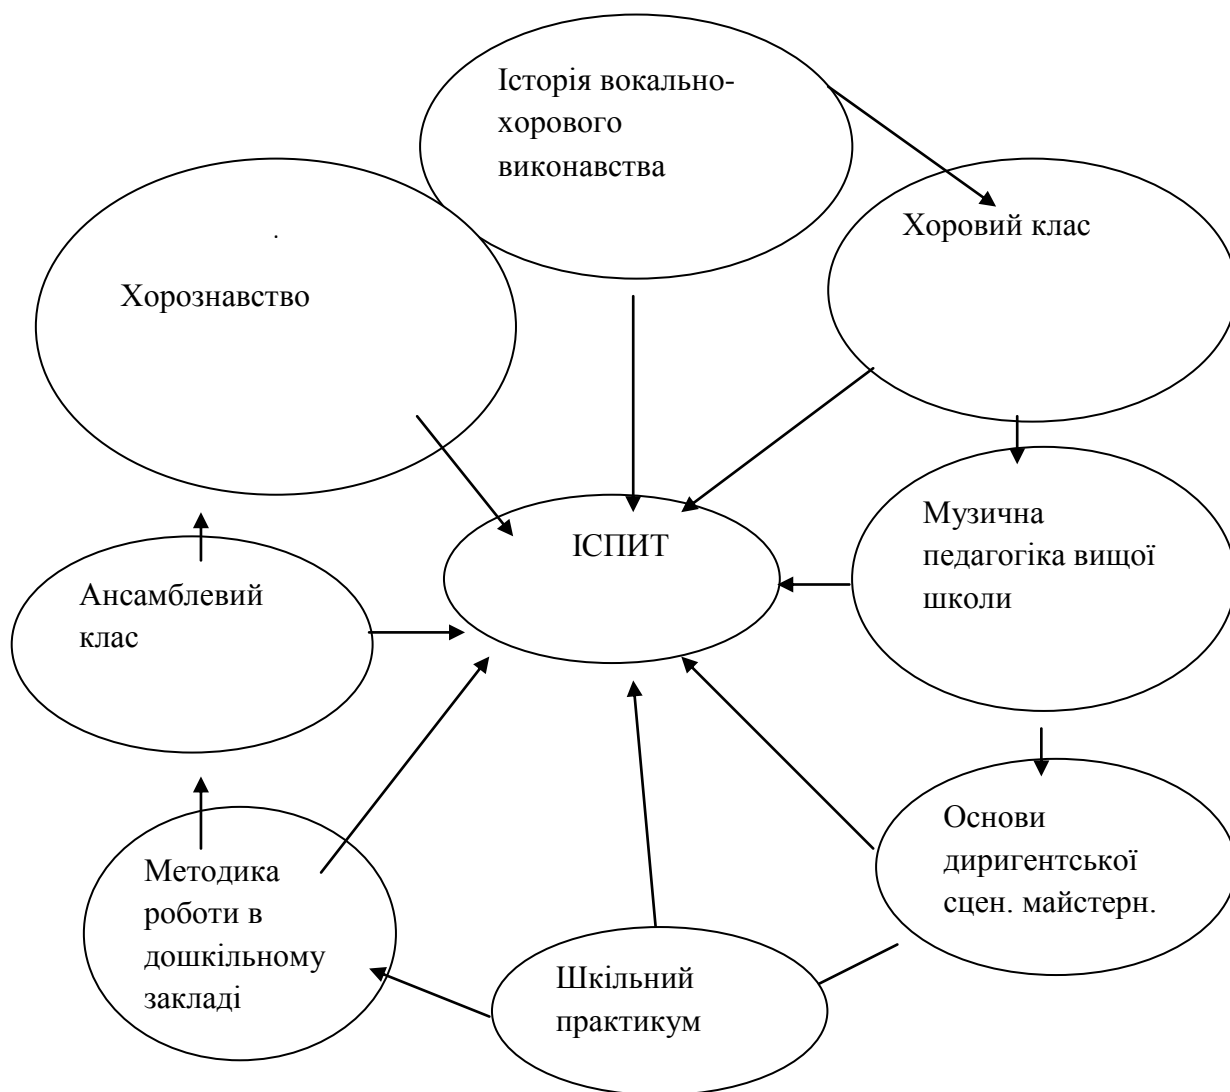 Історія вокально-
хорового
виконавства
Хоровий клас
.
Хорознавство
ІСПИТ
Музична
педагогіка вищої
школи
Ансамблевий
клас
Основи
диригентської
сцен. майстерн.
Методика
роботи в
дошкільному
закладі
Шкільний
практикум